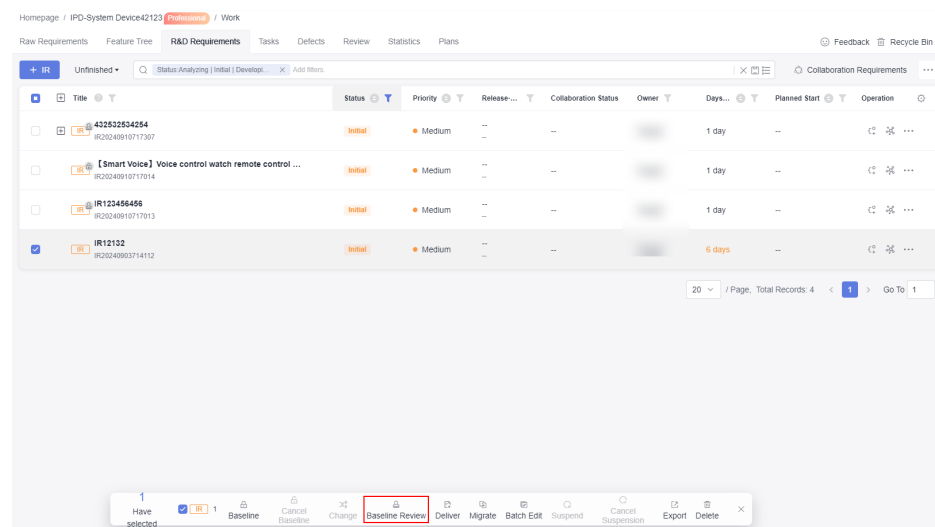 Homepage / IPD-System Device42123 Professional / Work
Raw Requirements Feature Tree R&D Requirements Tasks Defects Review Statistics Plans Feedback Recycle Bin
+ IR Unfinished Status:Analyzing | Initial | Developi... × Add filters. Collaboration Requirements ...
Title Status Priority Release-... Collaboration Status Owner Days... Planned Start Operation
432532534254
IR Initial Medium -- 1 day -- ...
IR20240910717307 --
【Smart Voice】Voice control watch remote control ...
IR Initial Medium -- 1 day -- ...
IR20240910717014 --
IR123456456
IR Initial Medium -- 1 day -- ...
IR20240910717013 --
IR12132
IR Initial Medium -- 6 days -- ...
IR20240903714112 --
20 / Page, Total Records: 4 < 1 > Go To 1
1
Have selected
IR 1 Baseline Cancel Baseline Change Baseline Review Deliver Migrate Batch Edit Suspend Cancel Suspension Export Delete ×